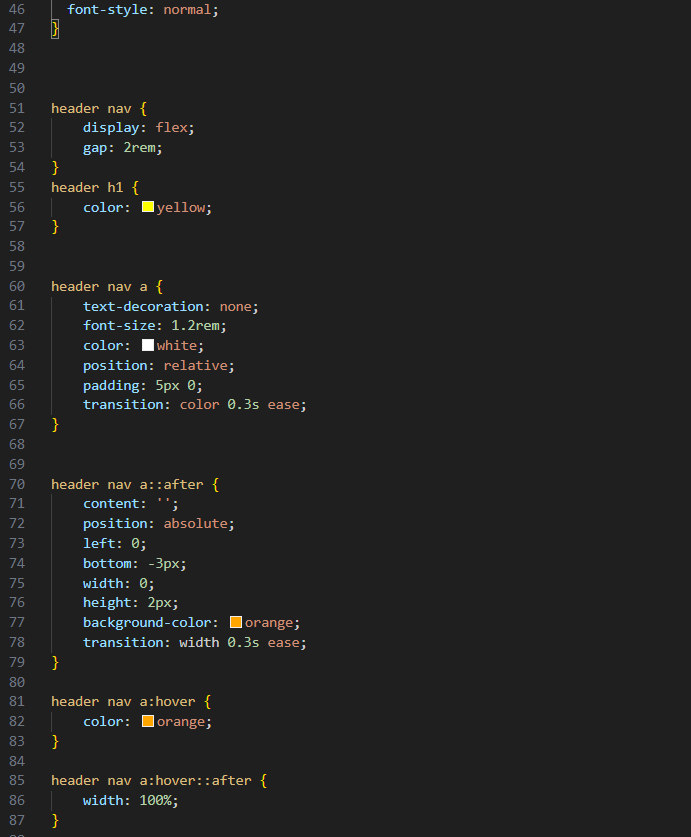 46 font-style: normal;
47 }
48
49
50
51 header nav {
52 display: flex;
53 gap: 2rem;
54 }
55 header h1 {
56 color: yellow;
57 }
58
59
60 header nav a {
61 text-decoration: none;
62 font-size: 1.2rem;
63 color: white;
64 position: relative;
65 padding: 5px 0;
66 transition: color 0.3s ease;
67 }
68
69
70 header nav a::after {
71 content: '';
72 position: absolute;
73 left: 0;
74 bottom: -3px;
75 width: 0;
76 height: 2px;
77 background-color: orange;
78 transition: width 0.3s ease;
79 }
80
81 header nav a:hover {
82 color: orange;
83 }
84
85 header nav a:hover::after {
86 width: 100%;
87 }